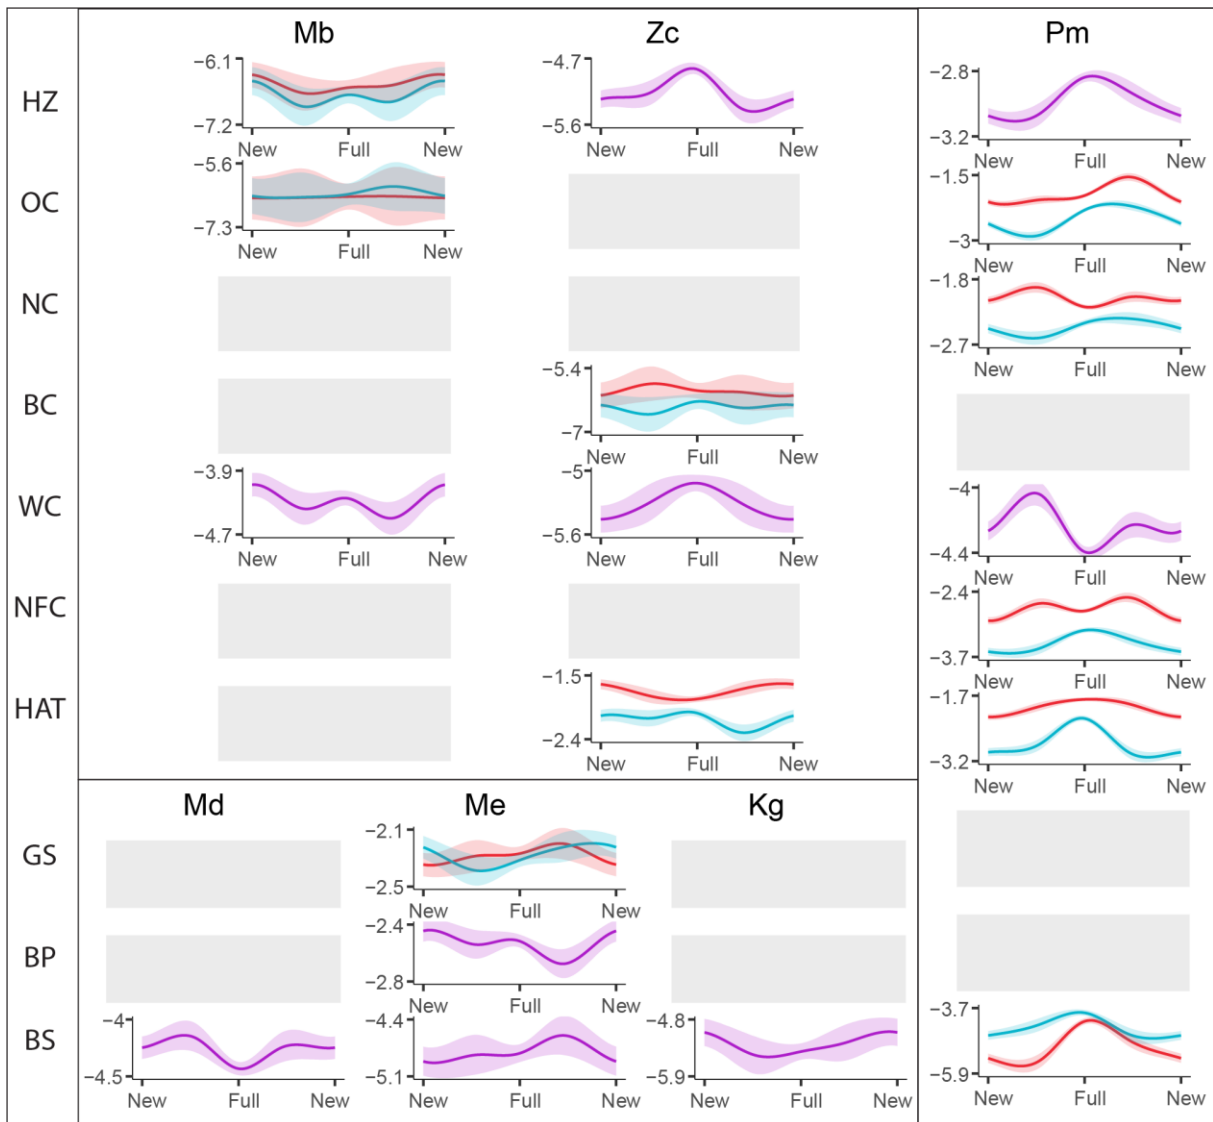 Mb Zc Pm
HZ
−6.1
−7.2
New Full New
−4.7
−5.6
New Full New
−2.8
−3.2
New Full New
OC
−5.6
−7.3
New Full New
−1.5
−3
New Full New
NC
−1.8
−2.7
New Full New
BC
−5.4
−7
New Full New
WC
−3.9
−4.7
New Full New
−5
−5.6
New Full New
−4
−4.4
New Full New
NFC
−2.4
−3.7
New Full New
HAT
−1.5
−2.4
New Full New
−1.7
−3.2
New Full New
Md Me Kg
GS
−2.1
−2.5
New Full New
BP
−2.4
−2.8
New Full New
BS
−4
−4.5
New Full New
−4.4
−5.1
New Full New
−4.8
−5.9
New Full New
−3.7
−5.9
New Full New